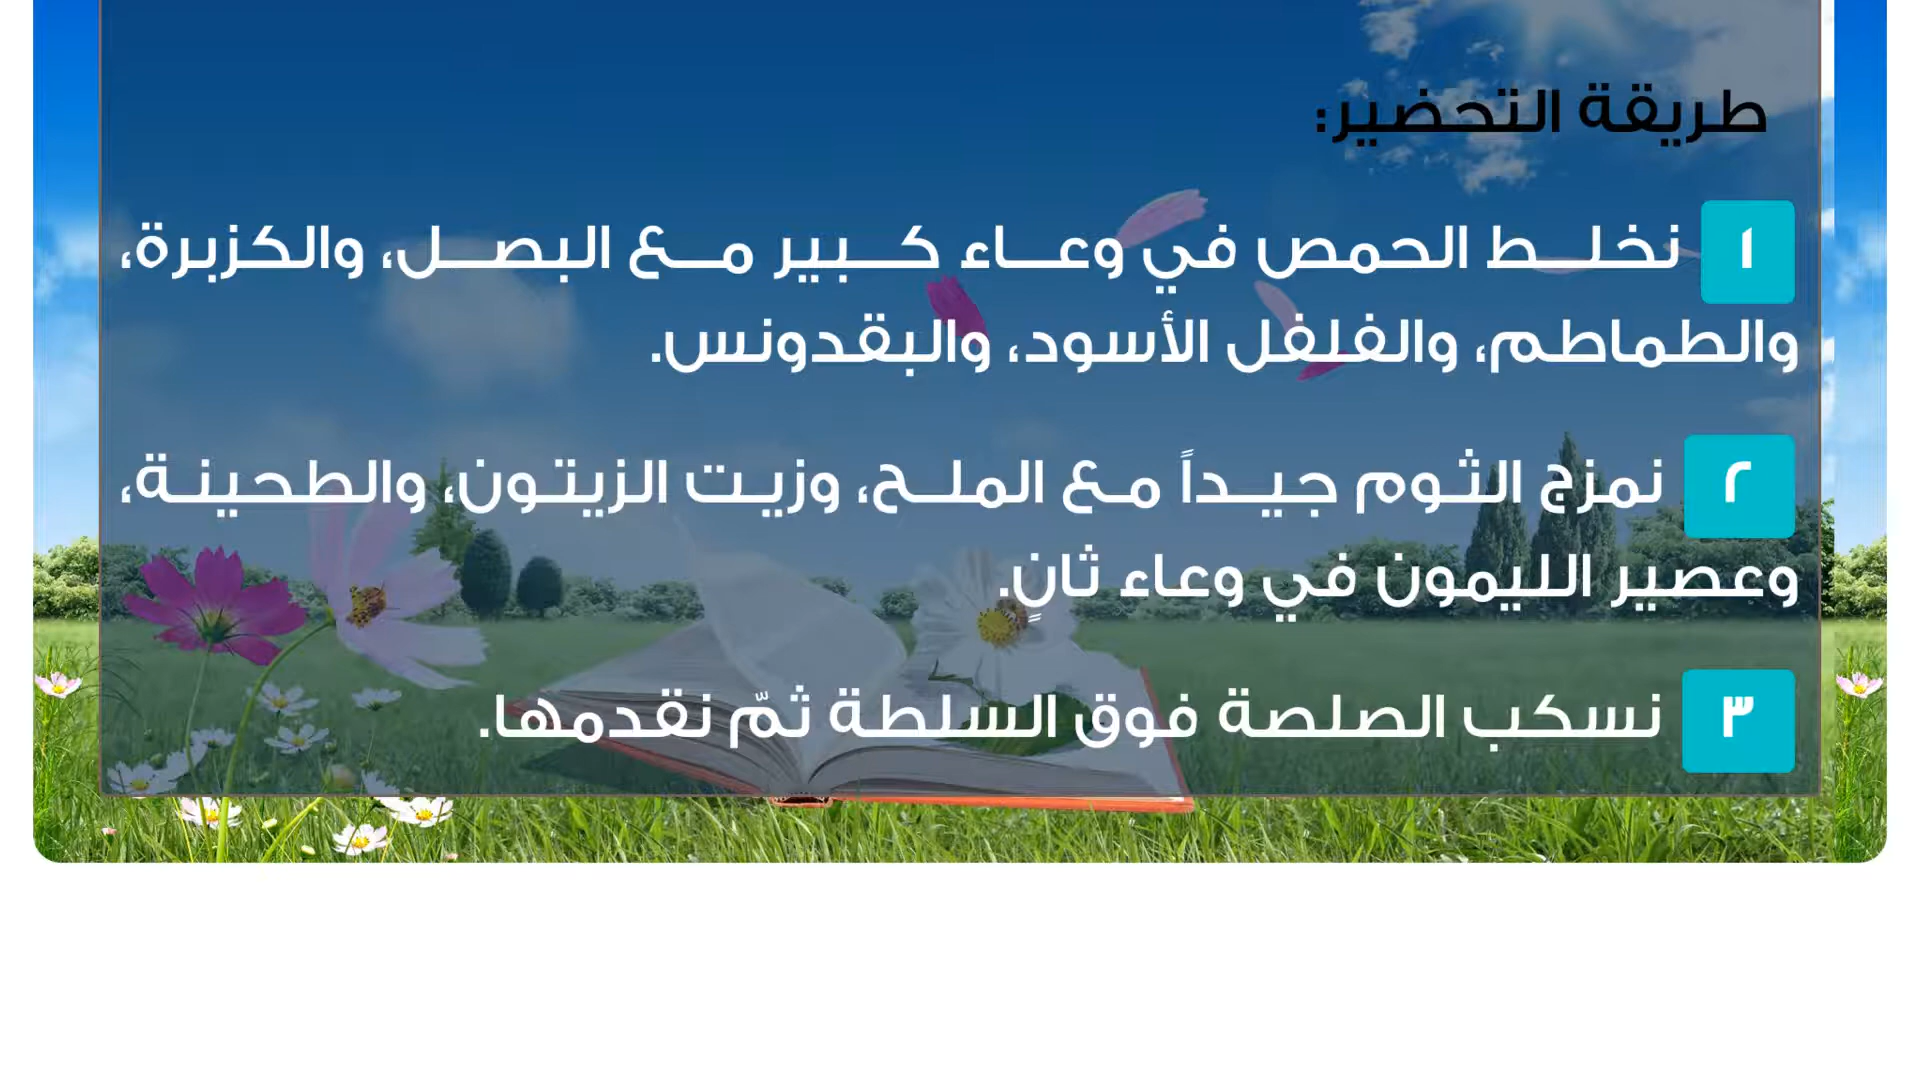 طريقة التحضير:
١ نخلط الحمص في وعاء كبير مع البصل، والكزبرة،
والطماطم، والفلفل الأسود، والبقدونس.
٢ نمزج الثوم جيداً مع الملح، وزيت الزيتون، والطحينة،
وعصير الليمون في وعاء ثانٍ.
٣ نسكب الصلصة فوق السلطة ثمّ نقدمها.